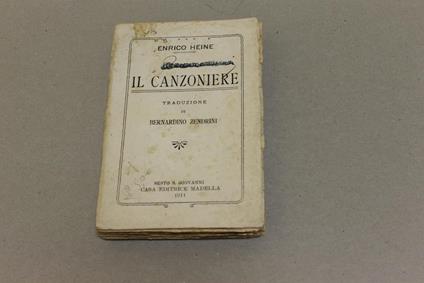 ENRICO HEINE
IL CANZONIERE
TRADUZIONE
DI
BERNARDINO ZENDRINI
SESTO S. GIOVANNI
CASA EDITRICE MADELLA
1911